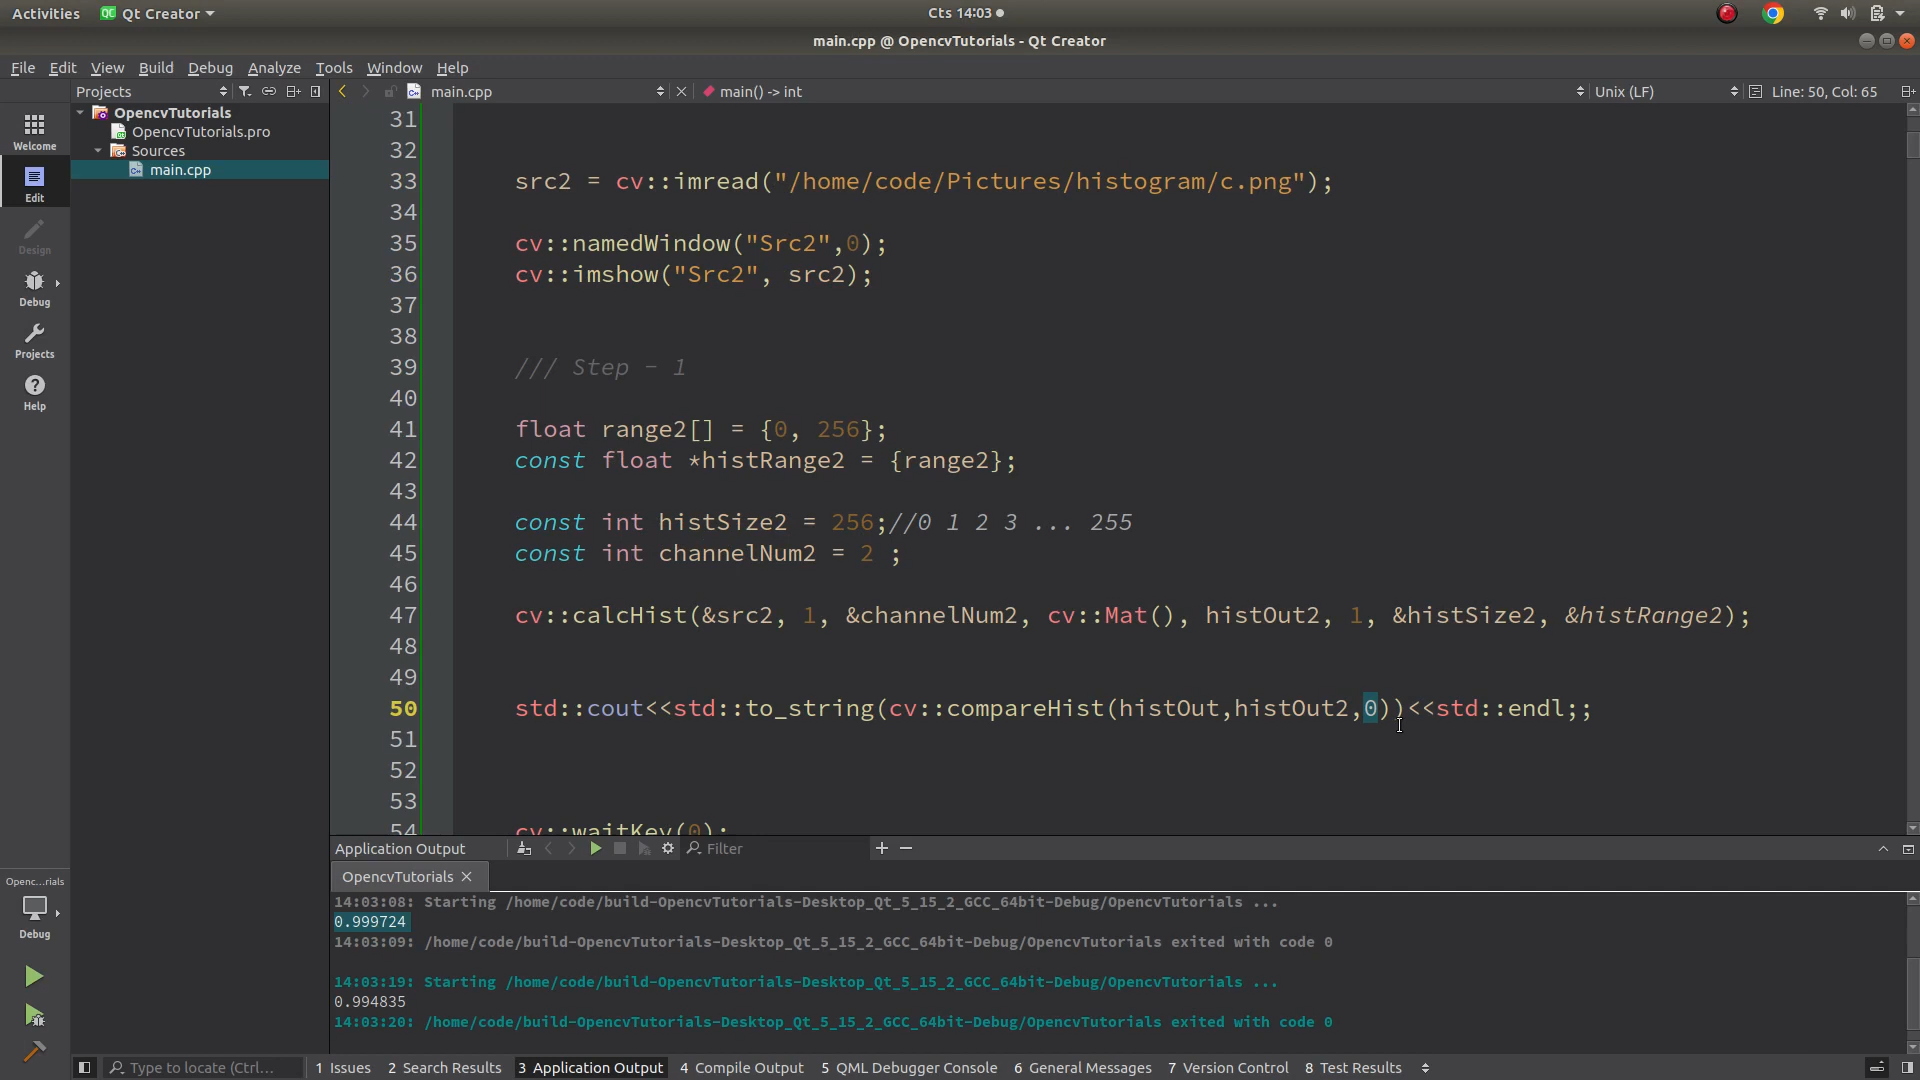 Activities Qt Creator Cts 14:03
main.cpp @ OpencvTutorials - Qt Creator
File Edit View Build Debug Analyze Tools Window Help
Projects main.cpp main() -> int Unix (LF) Line: 50, Col: 65
OpencvTutorials
OpencvTutorials.pro
Sources
main.cpp
Welcome
Edit
Design
Debug
Projects
Help
31
32
33 src2 = cv::imread("/home/code/Pictures/histogram/c.png");
34
35 cv::namedWindow("Src2",0);
36 cv::imshow("Src2", src2);
37
38
39 /// Step - 1
40
41 float range2[] = {0, 256};
42 const float *histRange2 = {range2};
43
44 const int histSize2 = 256;//0 1 2 3 ... 255
45 const int channelNum2 = 2 ;
46
47 cv::calcHist(&src2, 1, &channelNum2, cv::Mat(), histOut2, 1, &histSize2, &histRange2);
48
49
50 std::cout<<std::to_string(cv::compareHist(histOut,histOut2,0))<<std::endl;;
51
52
53
54 cv::waitKey(0);
Application Output Filter
Openc...rials
Debug
OpencvTutorials
14:03:08: Starting /home/code/build-OpencvTutorials-Desktop_Qt_5_15_2_GCC_64bit-Debug/OpencvTutorials ...
0.999724
14:03:09: /home/code/build-OpencvTutorials-Desktop_Qt_5_15_2_GCC_64bit-Debug/OpencvTutorials exited with code 0
14:03:19: Starting /home/code/build-OpencvTutorials-Desktop_Qt_5_15_2_GCC_64bit-Debug/OpencvTutorials ...
0.994835
14:03:20: /home/code/build-OpencvTutorials-Desktop_Qt_5_15_2_GCC_64bit-Debug/OpencvTutorials exited with code 0
Type to locate (Ctrl... 1 Issues 2 Search Results 3 Application Output 4 Compile Output 5 QML Debugger Console 6 General Messages 7 Version Control 8 Test Results